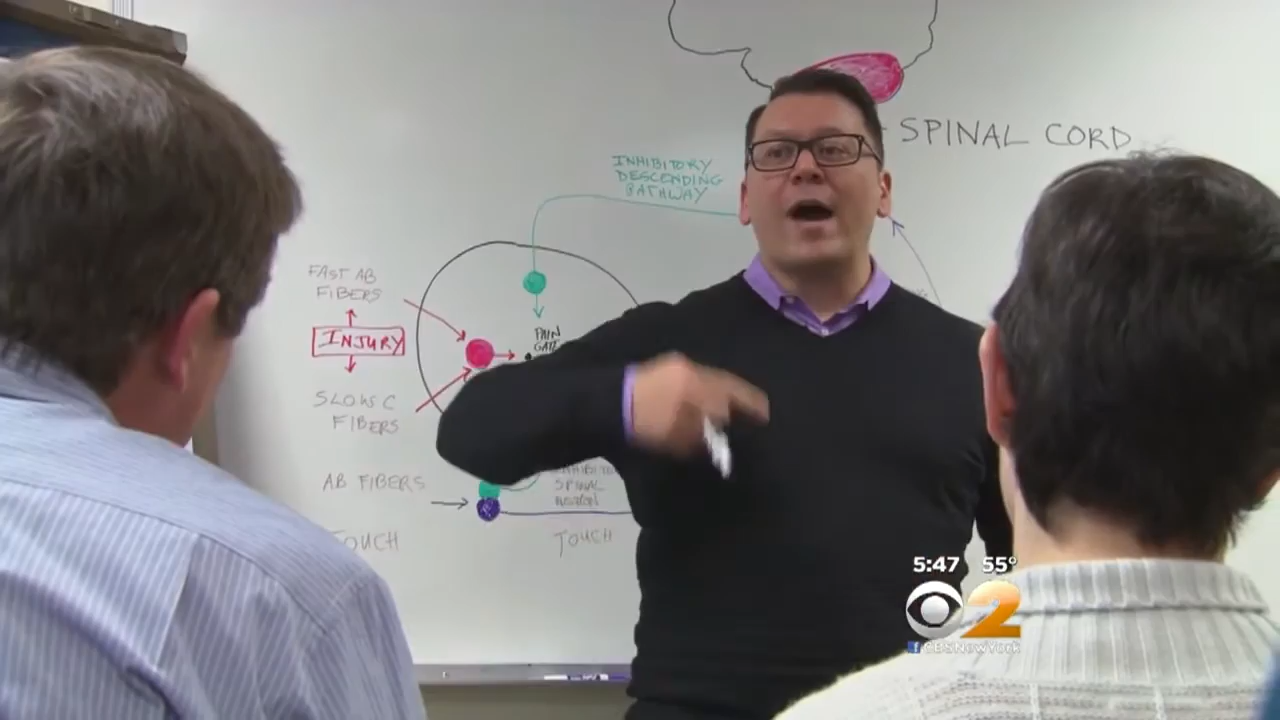 SPINAL CORD
INHIBITORY
DESCENDING
PATHWAY
FAST AB
FIBERS
INJURY
PAIN
SLOW C
FIBERS
AB FIBERS
SPINAL
TOUCH
TOUCH
5:47 55°
2
CBSNewYork